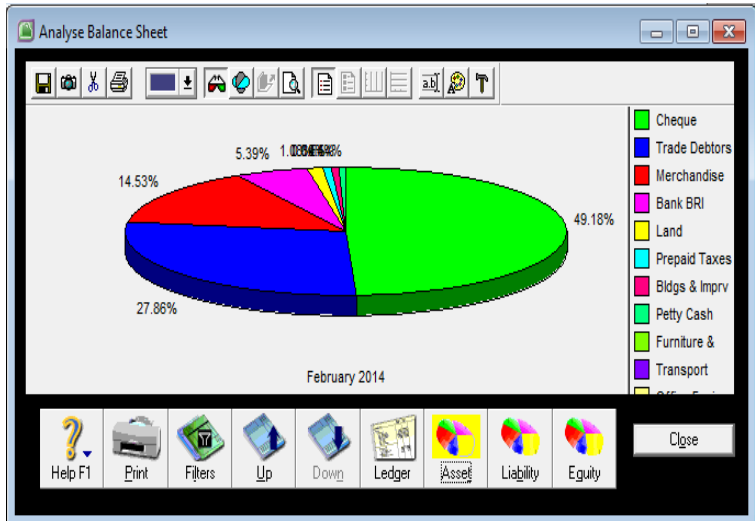 Analyse Balance Sheet
a.b
5.39%
14.53%
49.18%
27.86%
February 2014
Cheque
Trade Debtors
Merchandise
Bank BRI
Land
Prepaid Taxes
Bldgs & Imprv
Petty Cash
Furniture &
Transport
Help F1
Print
Filters
Up
Down
Ledger
Asset
Liability
Equity
Close